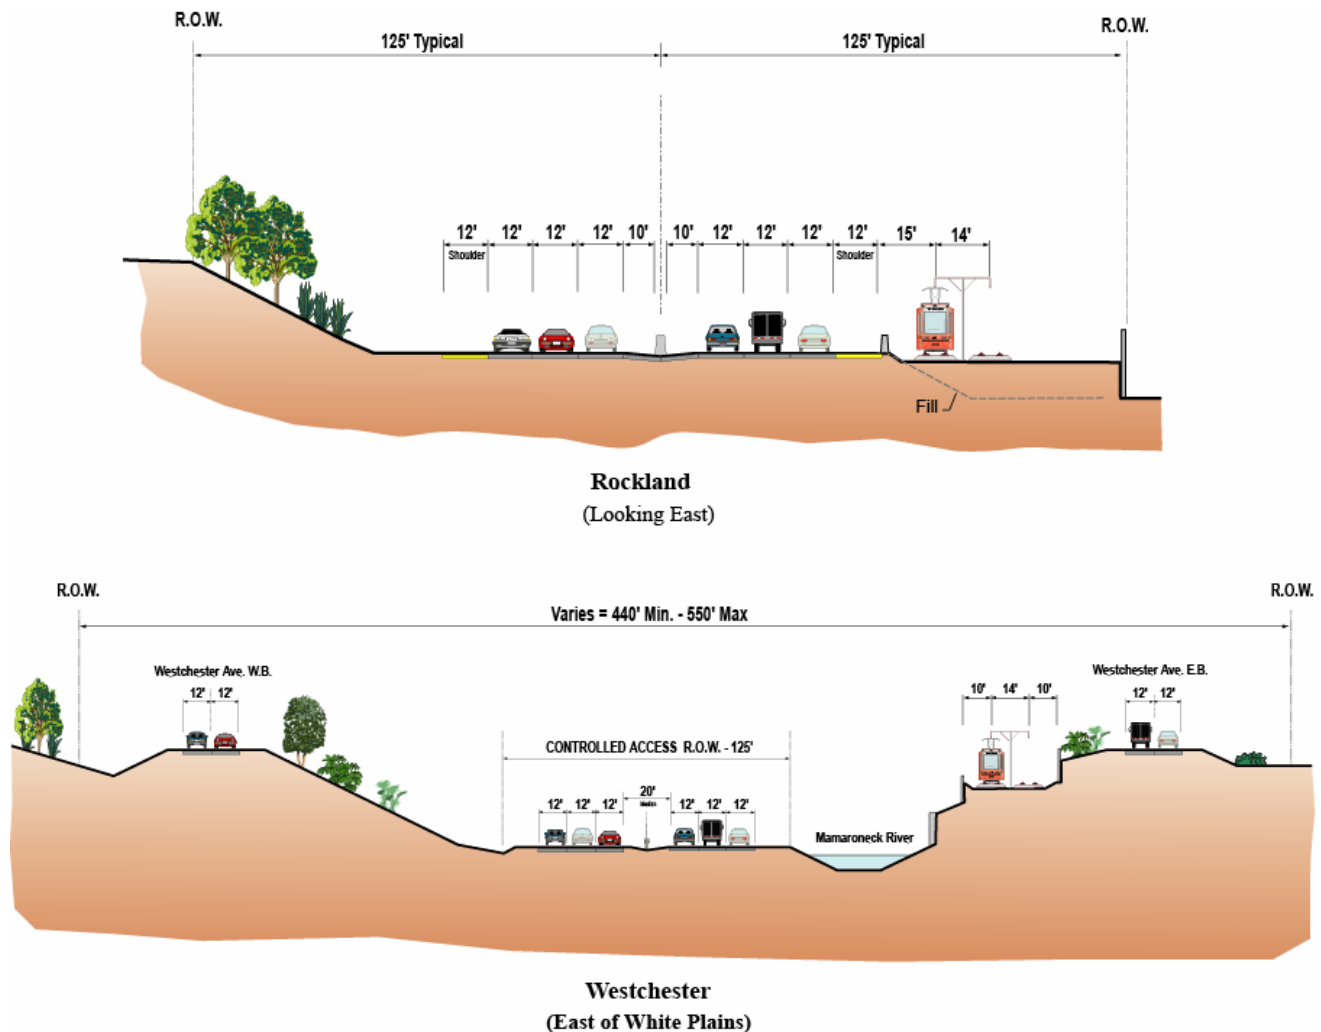 R.O.W.
R.O.W.
125' Typical
125' Typical
12'
12'
12'
12'
10'
10'
12'
12'
12'
12'
15'
14'
Shoulder
Shoulder
Fill
Rockland
(Looking East)
R.O.W.
R.O.W.
Varies = 440' Min. - 550' Max
Westchester Ave. W.B.
Westchester Ave. E.B.
12'
12'
10'
14'
10'
12'
12'
CONTROLLED ACCESS R.O.W. - 125'
12'
12'
12'
20'
12'
12'
12'
Mamaroneck River
Westchester
(East of White Plains)